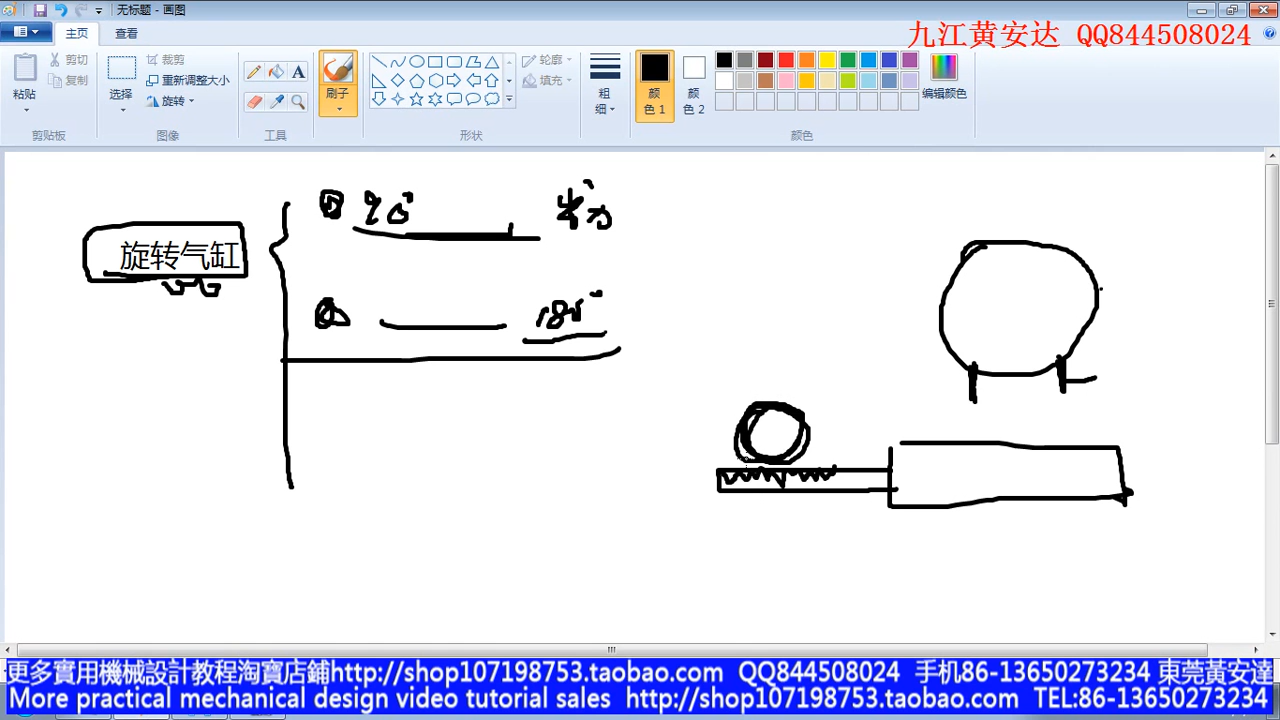 无标题 - 画图
九江黄安达 QQ844508024
主页
查看
粘贴
剪切
复制
剪贴板
选择
裁剪
重新调整大小
旋转
图像
A
工具
刷子
形状
轮廓
填充
粗
细
颜
色 1
颜
色 2
颜色
编辑颜色
旋转气缸
① 90°
②
180°
更多實用機械設計教程淘寶店鋪http://shop107198753.taobao.com QQ844508024 手机86-13650273234 東莞黃安達
More practical mechanical design video tutorial sales http://shop107198753.taobao.com TEL:86-13650273234